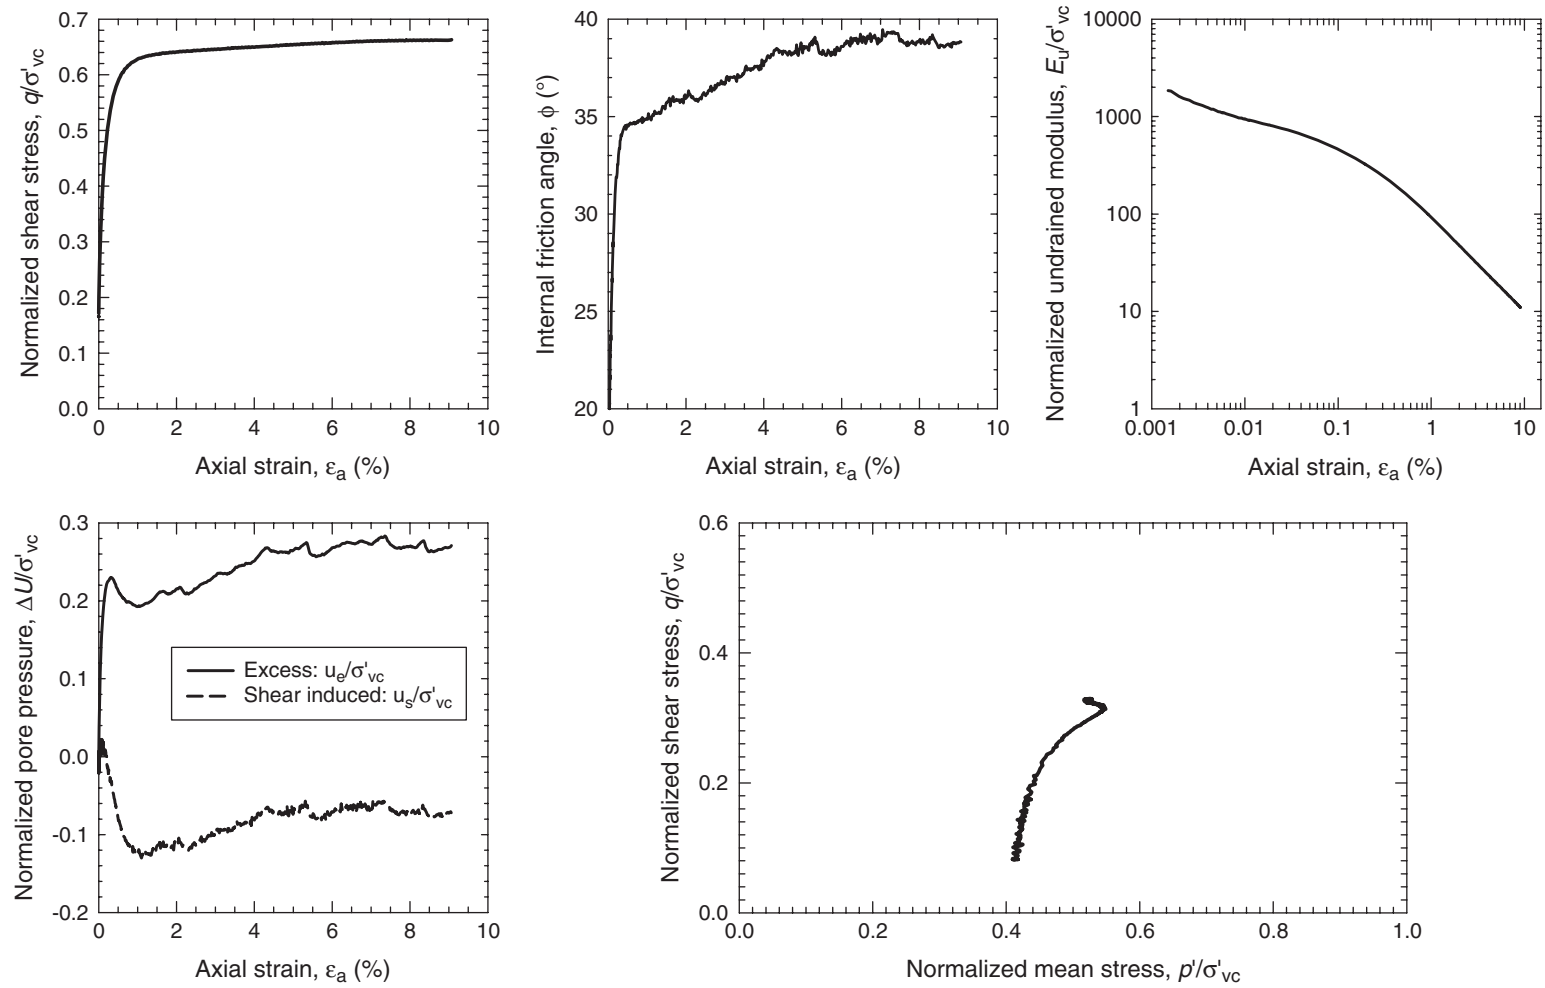 Normalized shear stress, q/σ'vc
0.7
0.6
0.5
0.4
0.3
0.2
0.1
0.0
0 2 4 6 8 10
Axial strain, εa (%)
Internal friction angle, ϕ (°)
40
35
30
25
20
0 2 4 6 8 10
Axial strain, εa (%)
Normalized undrained modulus, Eu/σ'vc
10000
1000
100
10
1
0.001 0.01 0.1 1 10
Axial strain, εa (%)
Normalized pore pressure, ΔU/σ'vc
0.3
0.2
0.1
0.0
-0.1
-0.2
Excess: ue/σ'vc
Shear induced: us/σ'vc
0 2 4 6 8 10
Axial strain, εa (%)
Normalized shear stress, q/σ'vc
0.6
0.4
0.2
0.0
0.0 0.2 0.4 0.6 0.8 1.0
Normalized mean stress, p'/σ'vc